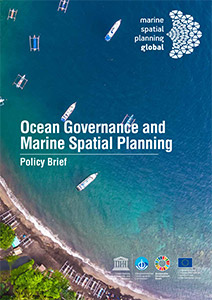 marine
spatial
planning
global
Ocean Governance and
Marine Spatial Planning
Policy Brief